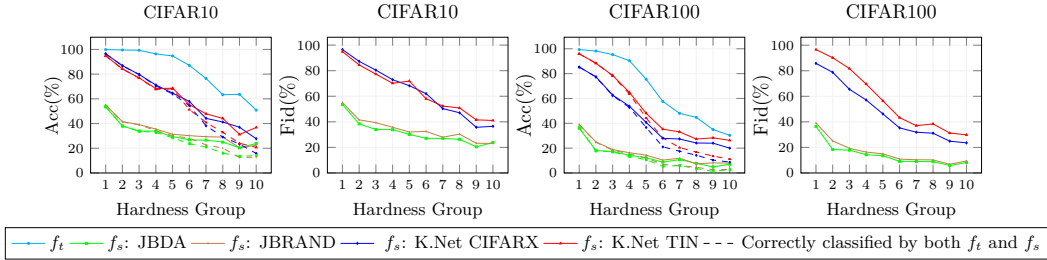 CIFAR10
CIFAR10
CIFAR100
CIFAR100
Acc(%)
100
80
60
40
20
0
1 2 3 4 5 6 7 8 9 10
Hardness Group
Fid(%)
100
80
60
40
20
0
1 2 3 4 5 6 7 8 9 10
Hardness Group
Acc(%)
100
80
60
40
20
0
1 2 3 4 5 6 7 8 9 10
Hardness Group
Fid(%)
100
80
60
40
20
0
1 2 3 4 5 6 7 8 9 10
Hardness Group
f_t f_s: JBDA f_s: JBRAND f_s: K.Net CIFARX f_s: K.Net TIN Correctly classified by both f_t and f_s